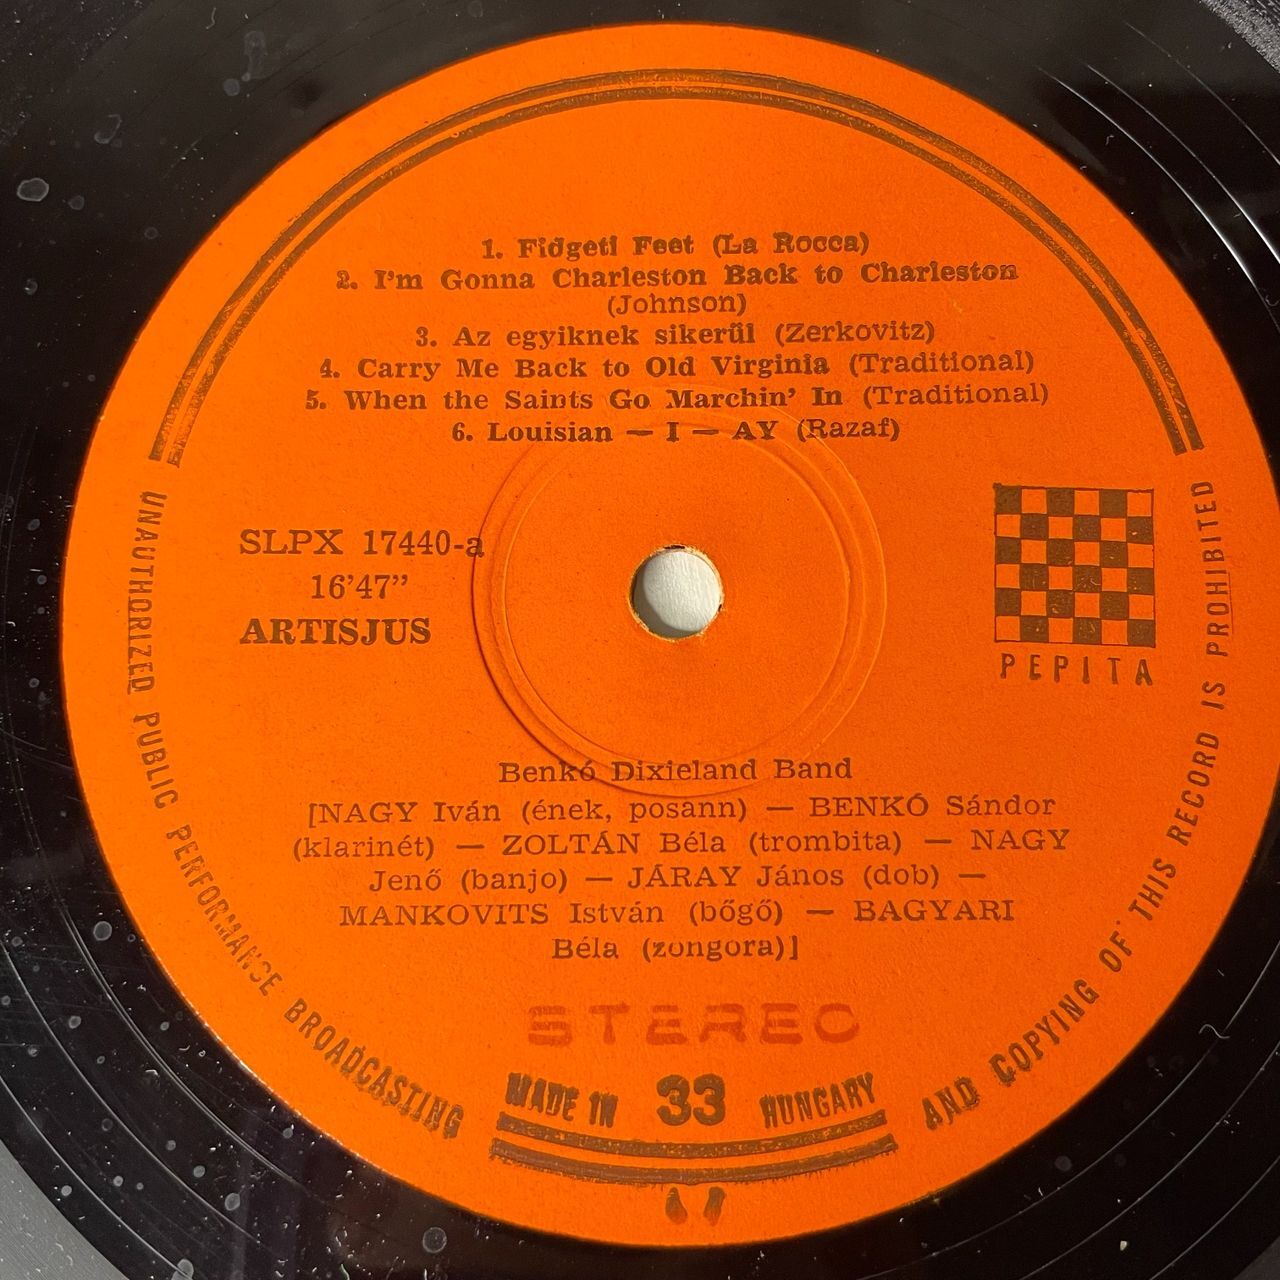 1. Fidgeti Feet (La Rocca)
2. I'm Gonna Charleston Back to Charleston
(Johnson)
3. Az egyiknek sikerűl (Zerkovitz)
4. Carry Me Back to Old Virginia (Traditional)
5. When the Saints Go Marchin' In (Traditional)
6. Louisian — I — AY (Razaf)
SLPX 17440-a
16'47"
ARTISJUS
PEPITA
Benkó Dixieland Band
[NAGY Iván (ének, posann) — BENKÓ Sándor
(klarinét) — ZOLTÁN Béla (trombita) — NAGY
Jenő (banjo) — JÁRAY János (dob) —
MANKOVITS István (bőgő) — BAGYARI
Béla (zongora)]
STEREO
MADE IN 33 HUNGARY
UNAUTHORIZED PUBLIC PERFORMANCE BROADCASTING AND COPYING OF THIS RECORD IS PROHIBITED